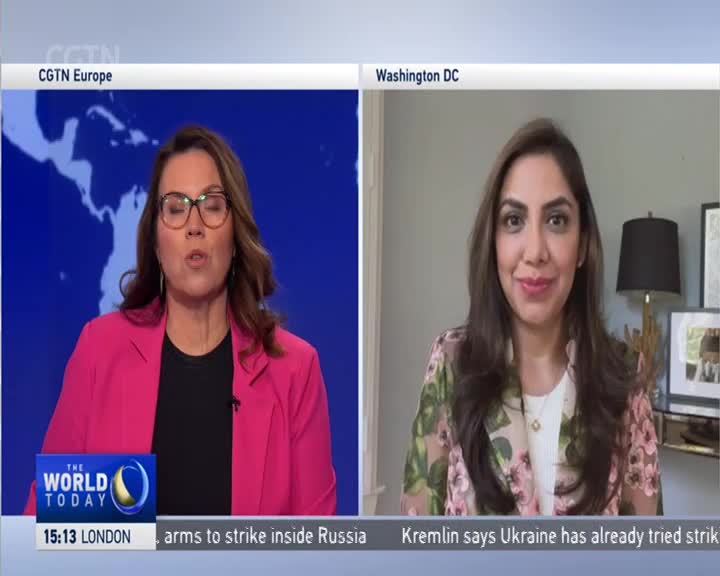 CGTN
CGTN Europe
Washington DC
THE
WORLD
TODAY
15:13 LONDON
, arms to strike inside Russia Kremlin says Ukraine has already tried strik